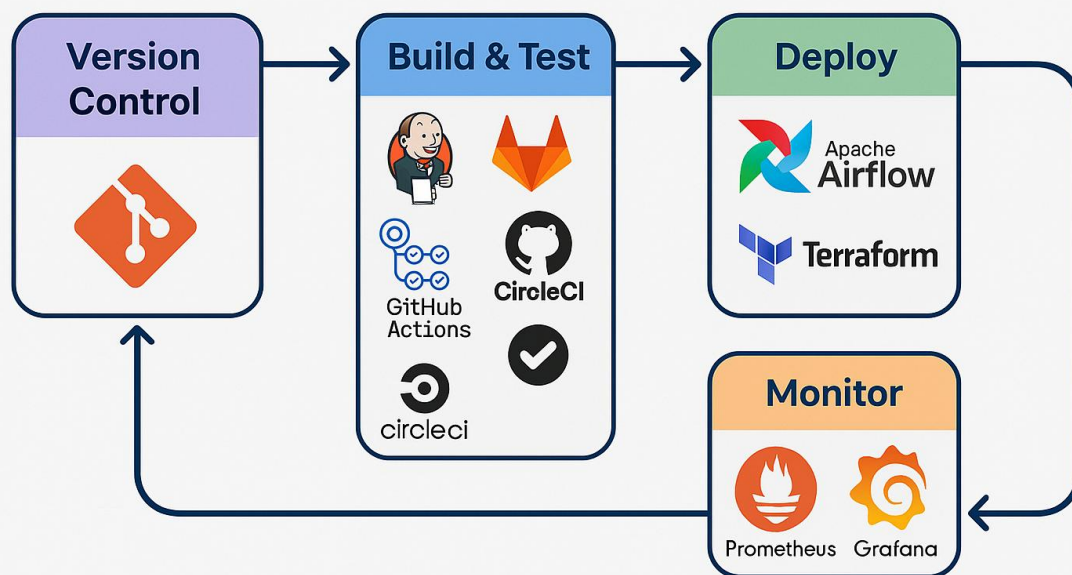 Version
Control
Build & Test
Deploy
GitHub
Actions
CircleCI
circleci
Apache
Airflow
Terraform
Monitor
Prometheus
Grafana